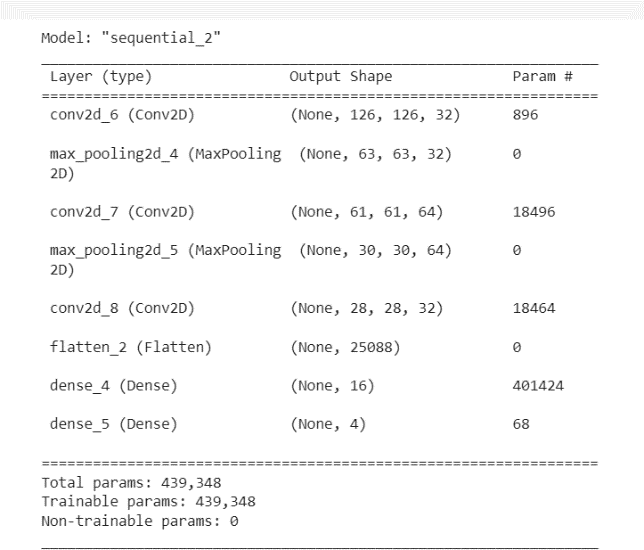 Model: "sequential_2"
_________________________________________________________________
Layer (type) Output Shape Param #
=================================================================
conv2d_6 (Conv2D) (None, 126, 126, 32) 896
max_pooling2d_4 (MaxPooling (None, 63, 63, 32) 0
2D)
conv2d_7 (Conv2D) (None, 61, 61, 64) 18496
max_pooling2d_5 (MaxPooling (None, 30, 30, 64) 0
2D)
conv2d_8 (Conv2D) (None, 28, 28, 32) 18464
flatten_2 (Flatten) (None, 25088) 0
dense_4 (Dense) (None, 16) 401424
dense_5 (Dense) (None, 4) 68
=================================================================
Total params: 439,348
Trainable params: 439,348
Non-trainable params: 0
_________________________________________________________________